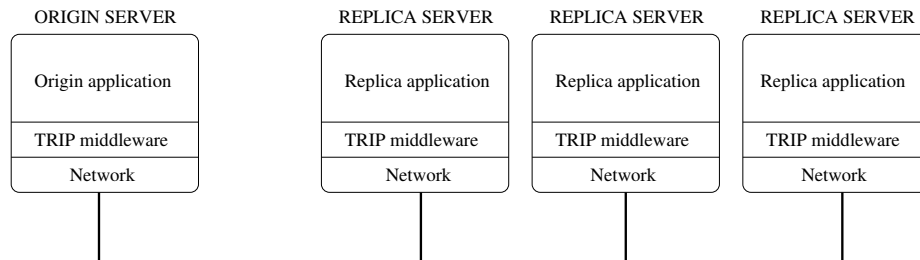 ORIGIN SERVER
Origin application
TRIP middleware
Network
REPLICA SERVER
Replica application
TRIP middleware
Network
REPLICA SERVER
Replica application
TRIP middleware
Network
REPLICA SERVER
Replica application
TRIP middleware
Network